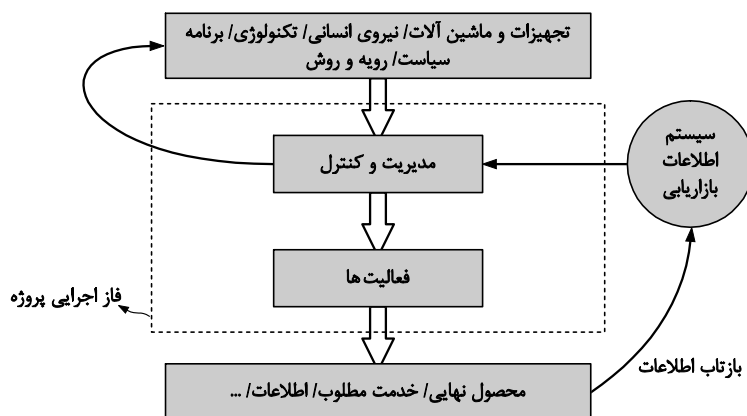 تجهیزات و ماشین آلات/ نیروی انسانی/ تکنولوژی/ برنامه
سیاست/ رویه و روش
مدیریت و کنترل
سیستم
اطلاعات
بازاریابی
فعالیت‌ها
فاز اجرایی پروژه
بازتاب اطلاعات
محصول نهایی/ خدمت مطلوب/ اطلاعات/ ...